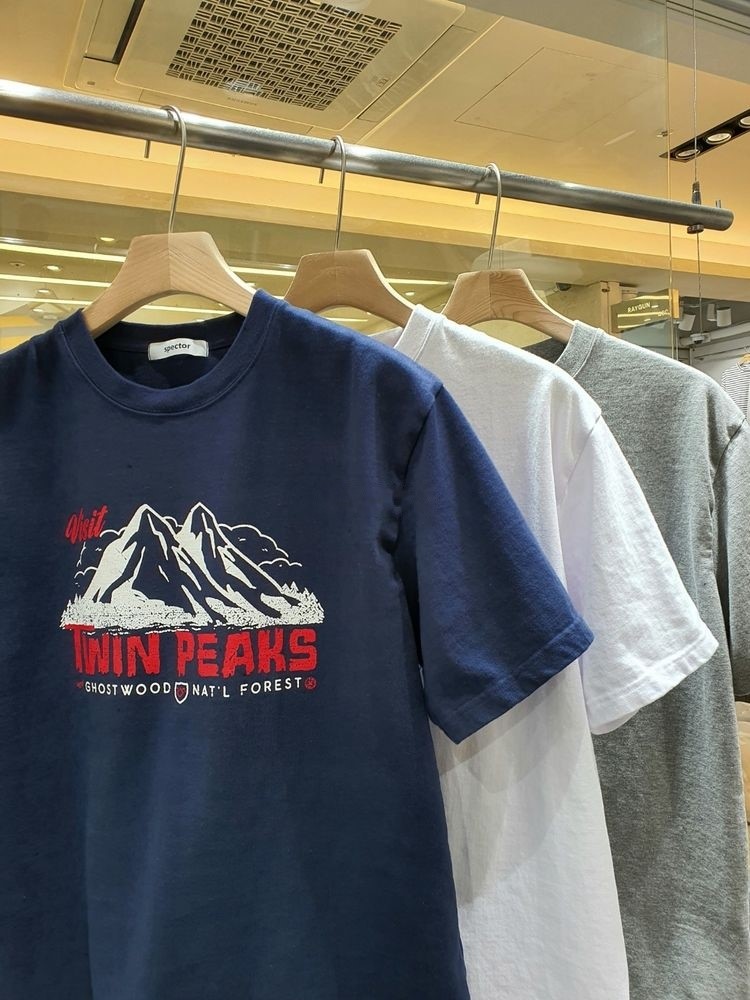 RAYGUN
spector
Visit
TWIN PEAKS
GHOSTWOOD NAT'L FOREST